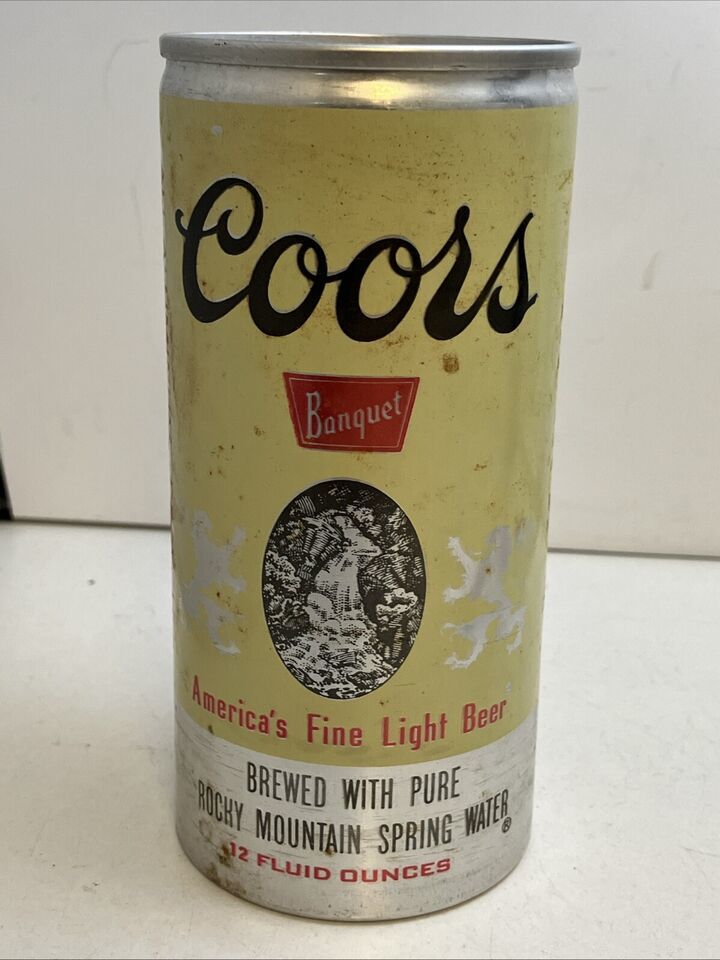 Coors
Banquet
America's Fine Light Beer
BREWED WITH PURE
ROCKY MOUNTAIN SPRING WATER®
12 FLUID OUNCES